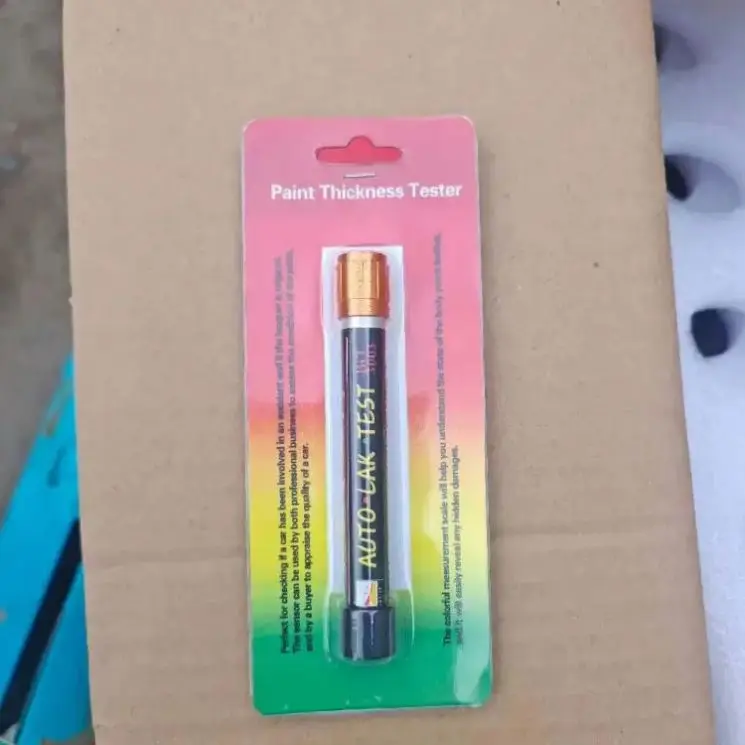 Paint Thickness Tester
Perfect for checking if a car has been involved in an accident and if the lacquer is original.
The sensor can be used by both professional business to assess the condition of the paint,
and by a buyer to appraise the quality of a car.
AUTO-LAK TEST
The colorful measurement scale will help you understand the state of the body paint better,
and it will easily reveal any hidden damages.